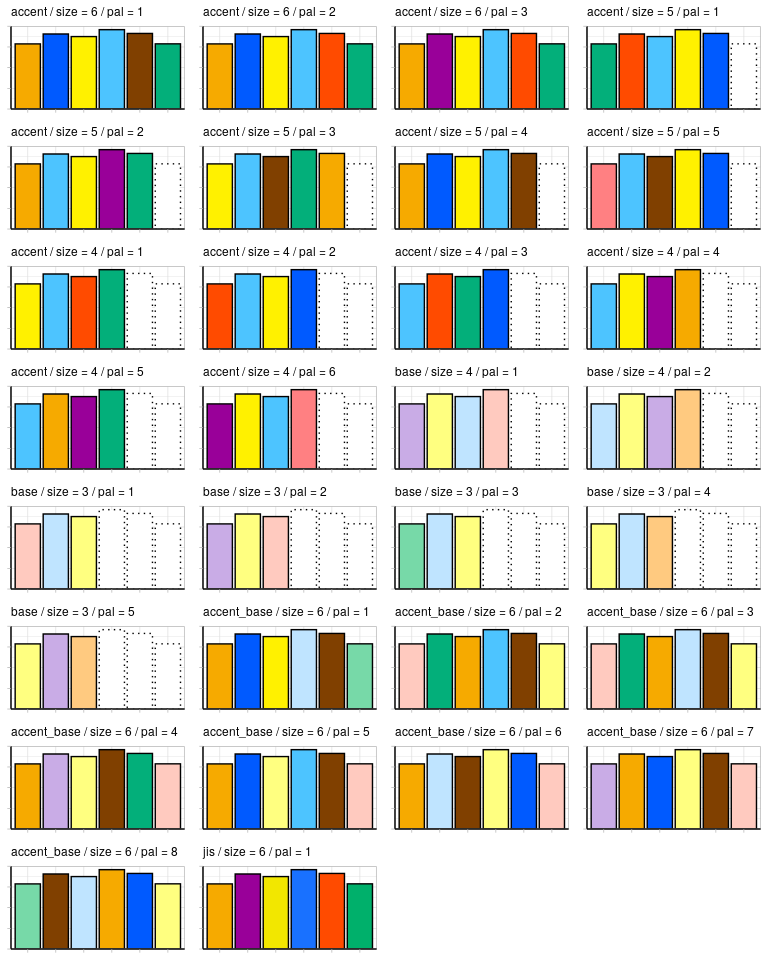 accent / size = 6 / pal = 1
accent / size = 6 / pal = 2
accent / size = 6 / pal = 3
accent / size = 5 / pal = 1
accent / size = 5 / pal = 2
accent / size = 5 / pal = 3
accent / size = 5 / pal = 4
accent / size = 5 / pal = 5
accent / size = 4 / pal = 1
accent / size = 4 / pal = 2
accent / size = 4 / pal = 3
accent / size = 4 / pal = 4
accent / size = 4 / pal = 5
accent / size = 4 / pal = 6
base / size = 4 / pal = 1
base / size = 4 / pal = 2
base / size = 3 / pal = 1
base / size = 3 / pal = 2
base / size = 3 / pal = 3
base / size = 3 / pal = 4
base / size = 3 / pal = 5
accent_base / size = 6 / pal = 1
accent_base / size = 6 / pal = 2
accent_base / size = 6 / pal = 3
accent_base / size = 6 / pal = 4
accent_base / size = 6 / pal = 5
accent_base / size = 6 / pal = 6
accent_base / size = 6 / pal = 7
accent_base / size = 6 / pal = 8
jis / size = 6 / pal = 1